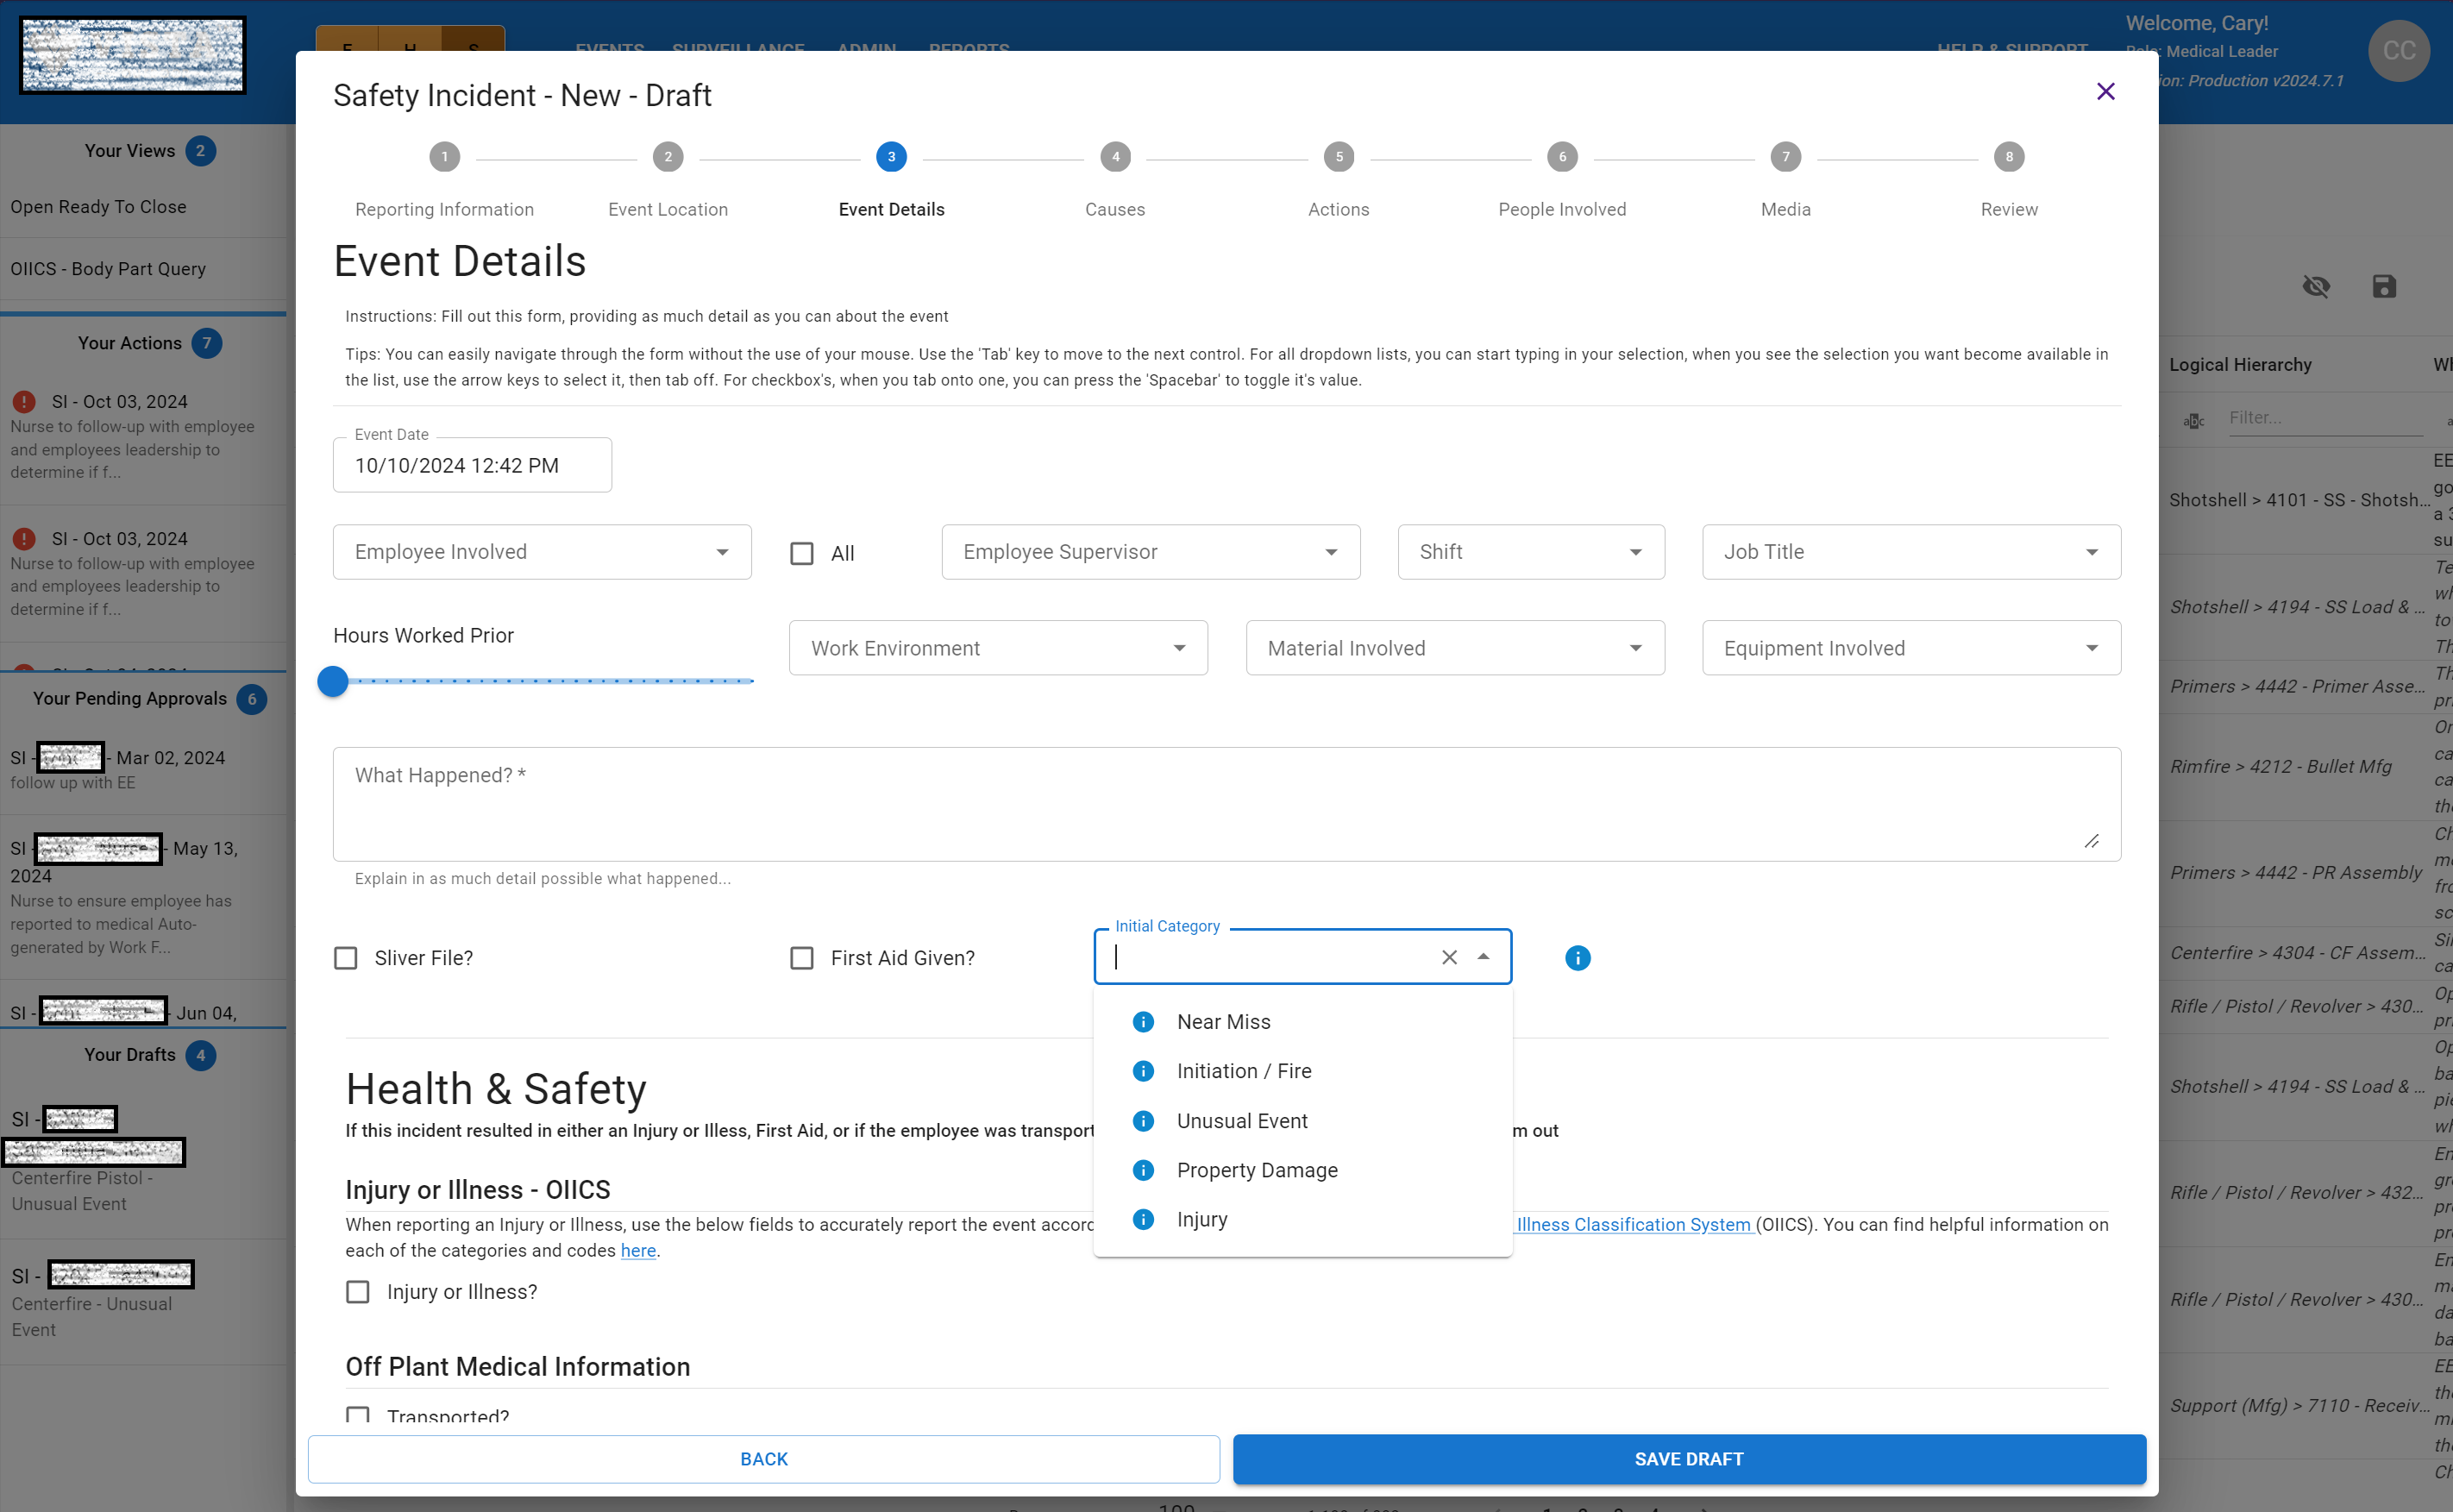 E H S
EVENTS SURVEILLANCE ADMIN REPORTS
HELP & SUPPORT
Welcome, Cary!
Role: Medical Leader
ion: Production v2024.7.1
CC
Your Views 2
Open Ready To Close
OIICS - Body Part Query
Your Actions 7
SI - Oct 03, 2024
Nurse to follow-up with employee
and employees leadership to
determine if f...
SI - Oct 03, 2024
Nurse to follow-up with employee
and employees leadership to
determine if f...
Your Pending Approvals 6
SI - - Mar 02, 2024
follow up with EE
SI - - May 13,
2024
Nurse to ensure employee has
reported to medical Auto-
generated by Work F...
SI - - Jun 04,
Your Drafts 4
SI -
Centerfire Pistol -
Unusual Event
SI -
Centerfire - Unusual
Event
Safety Incident - New - Draft
1 2 3 4 5 6 7 8
Reporting Information Event Location Event Details Causes Actions People Involved Media Review
Event Details
Instructions: Fill out this form, providing as much detail as you can about the event
Tips: You can easily navigate through the form without the use of your mouse. Use the 'Tab' key to move to the next control. For all dropdown lists, you can start typing in your selection, when you see the selection you want become available in
the list, use the arrow keys to select it, then tab off. For checkbox's, when you tab onto one, you can press the 'Spacebar' to toggle it's value.
Event Date
10/10/2024 12:42 PM
Employee Involved All Employee Supervisor Shift Job Title
Hours Worked Prior Work Environment Material Involved Equipment Involved
What Happened? *
Explain in as much detail possible what happened...
Sliver File? First Aid Given? Initial Category
Near Miss
Initiation / Fire
Unusual Event
Property Damage
Injury
Health & Safety
If this incident resulted in either an Injury or Illess, First Aid, or if the employee was transport m out
Injury or Illness - OIICS
When reporting an Injury or Illness, use the below fields to accurately report the event accord Illness Classification System (OIICS). You can find helpful information on
each of the categories and codes here.
Injury or Illness?
Off Plant Medical Information
Transported?
BACK SAVE DRAFT
Logical Hierarchy
Filter...
Shotshell > 4101 - SS - Shotsh...
Shotshell > 4194 - SS Load & ...
Primers > 4442 - Primer Asse...
Rimfire > 4212 - Bullet Mfg
Primers > 4442 - PR Assembly
Centerfire > 4304 - CF Assem...
Rifle / Pistol / Revolver > 430...
Shotshell > 4194 - SS Load & ...
Rifle / Pistol / Revolver > 432...
Rifle / Pistol / Revolver > 430...
Support (Mfg) > 7110 - Receiv...